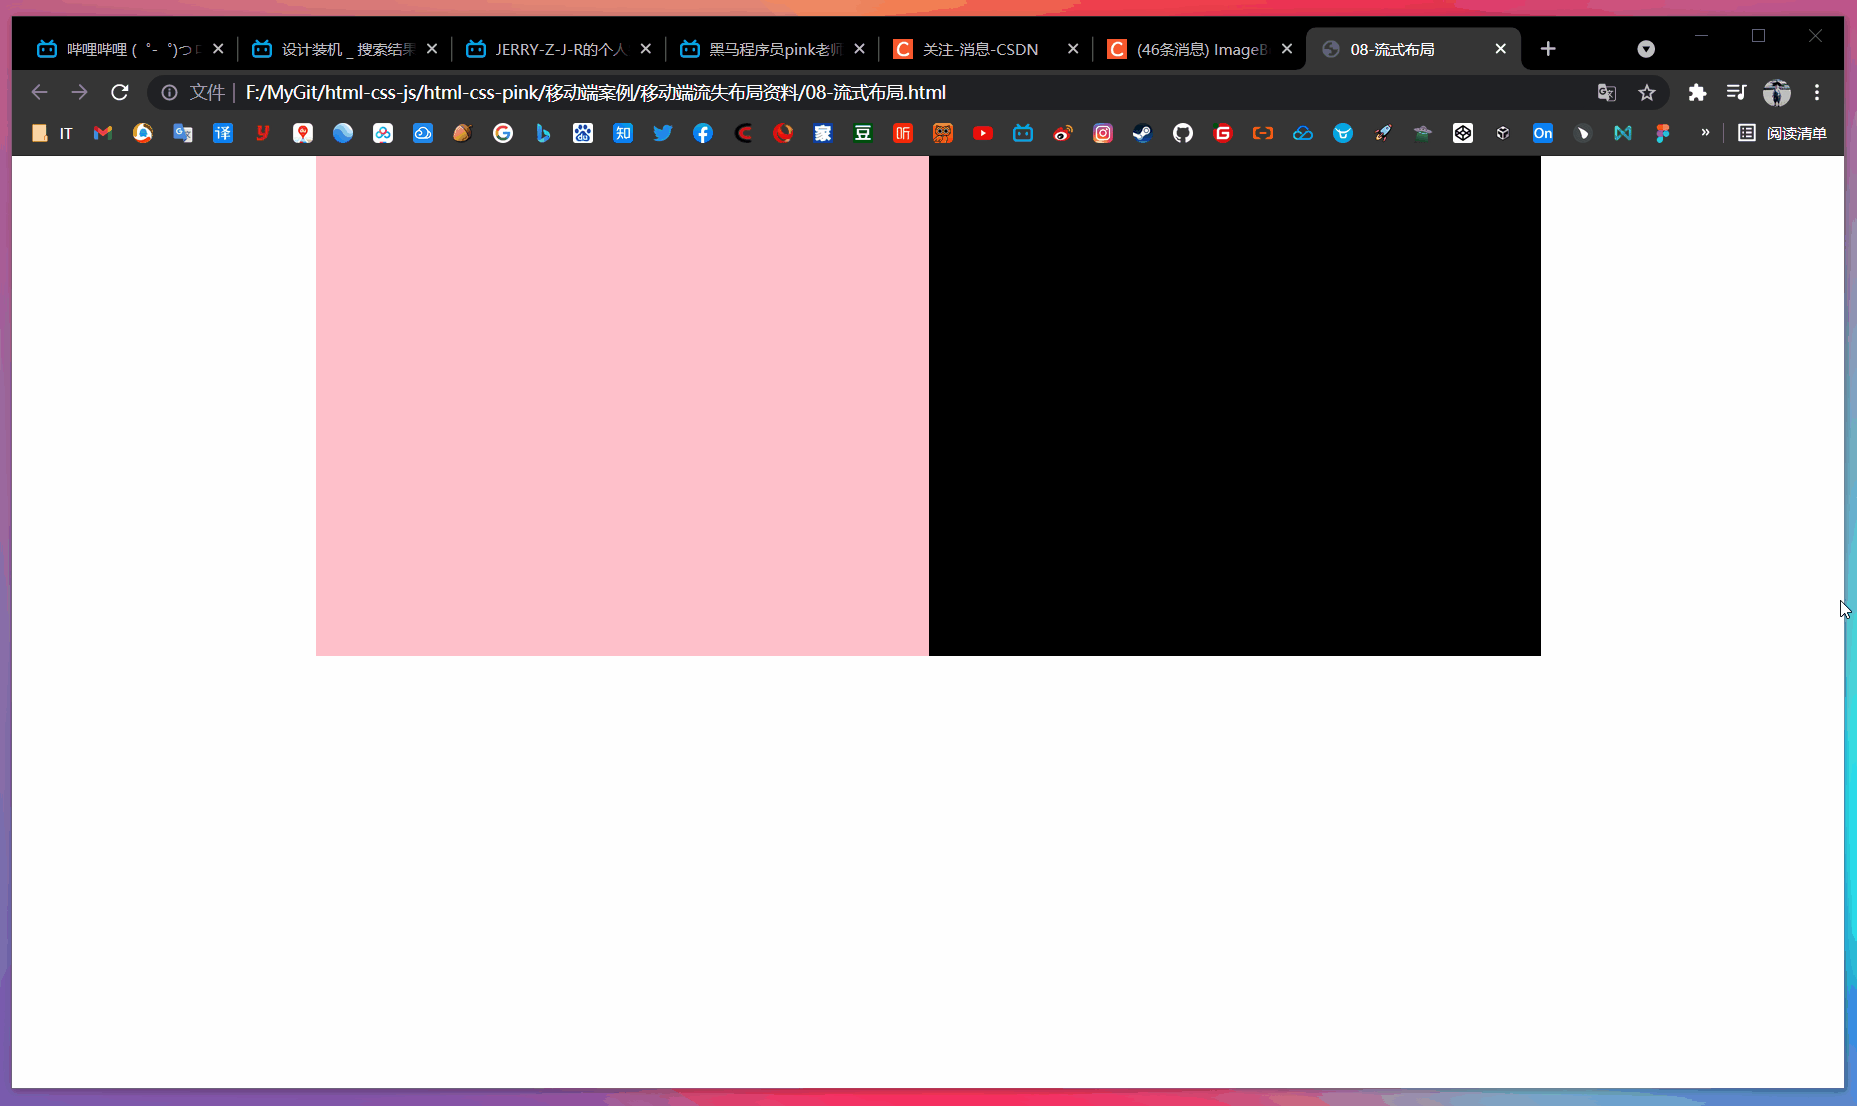 哔哩哔哩 ( ゜- ゜)つ
设计装机 _ 搜索结果
JERRY-Z-J-R的个人
黑马程序员pink老师
关注-消息-CSDN
(46条消息) ImageB
08-流式布局
文件 | F:/MyGit/html-css-js/html-css-pink/移动端案例/移动端流失布局资料/08-流式布局.html
IT
译
知
家
豆
听
On
»
阅读清单